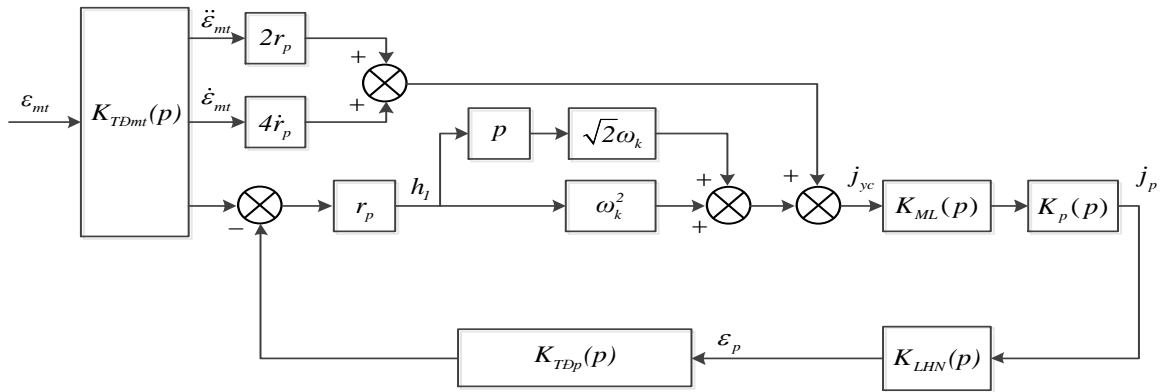 ε̈_mt
2r_p
+
ε_mt
K_TĐmt(p)
ε̇_mt
+
4ṙ_p
p
√2ω_k
−
r_p
h_1
ω_k^2
+
+
+
j_yc
K_ML(p)
K_p(p)
j_p
K_TĐp(p)
ε_p
K_LHN(p)